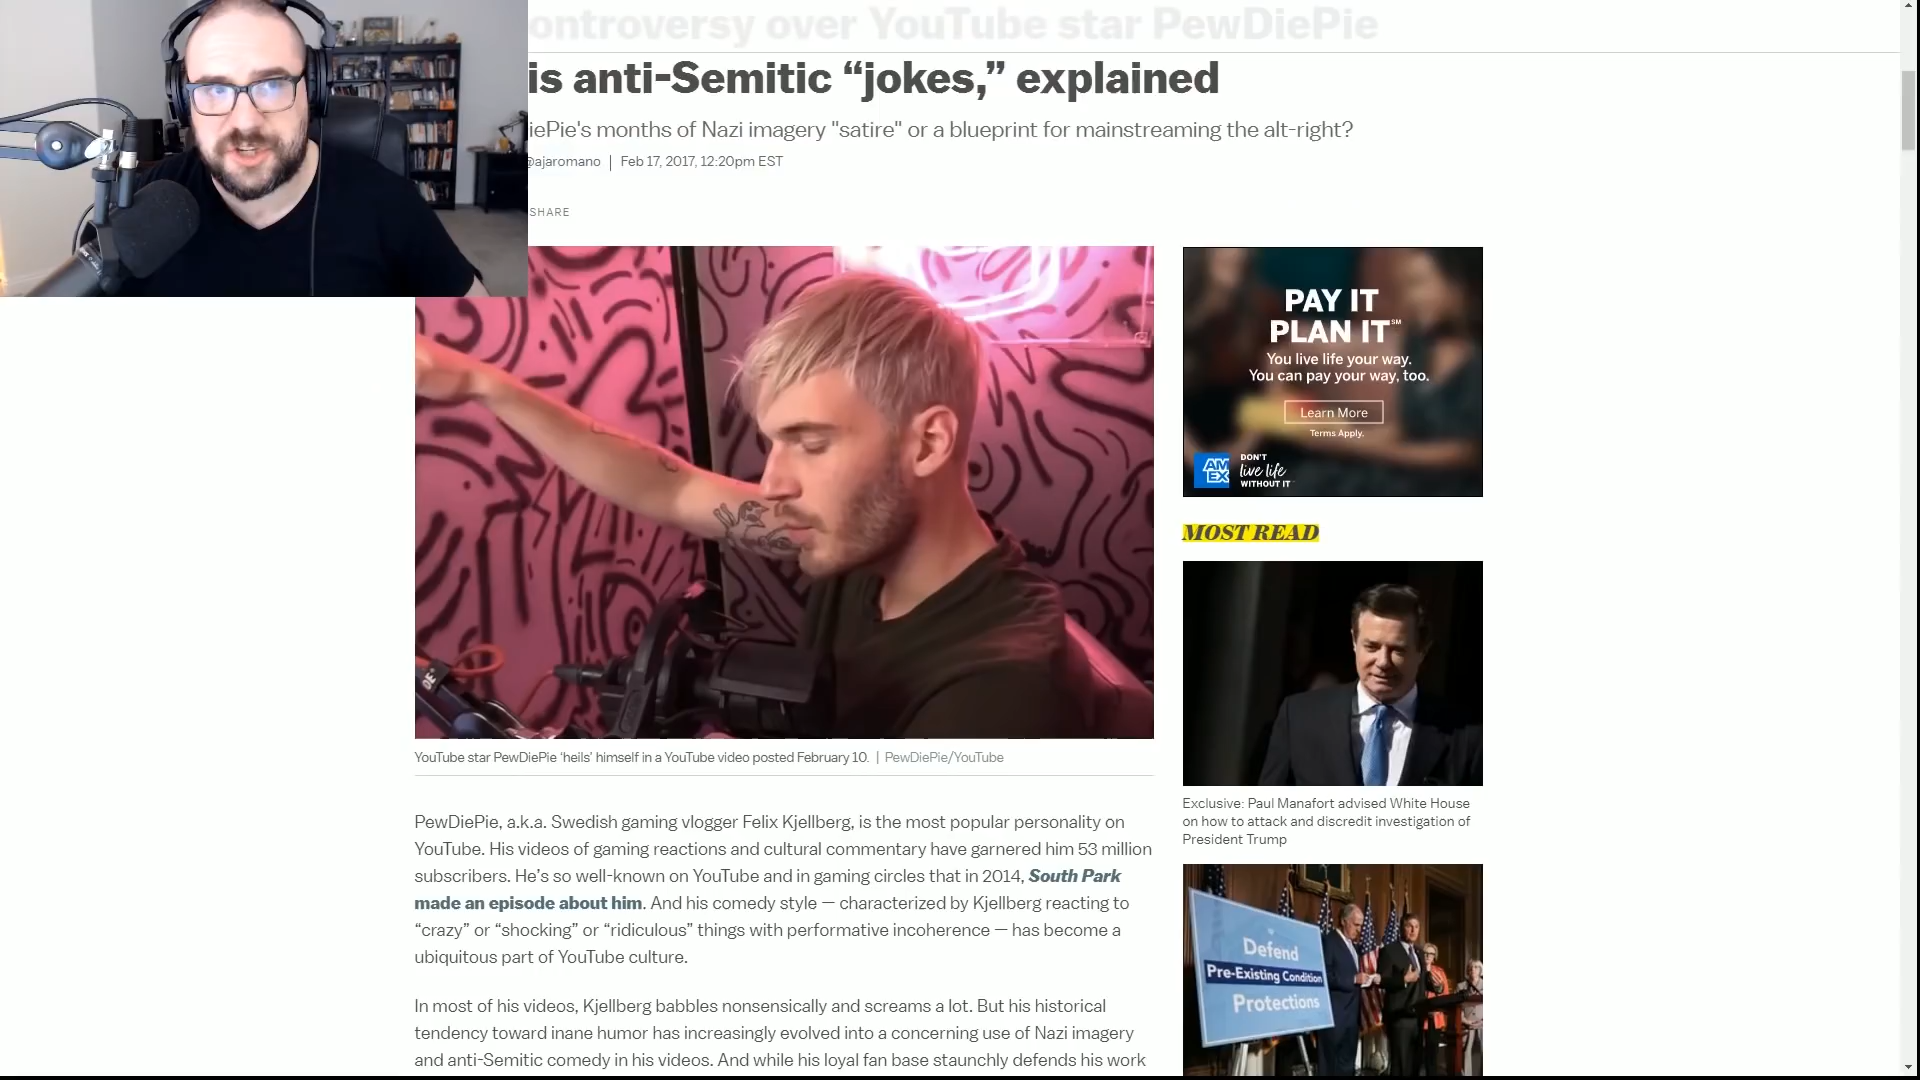 ontroversy over YouTube star PewDiePie
is anti-Semitic “jokes,” explained
iePie's months of Nazi imagery "satire" or a blueprint for mainstreaming the alt-right?
@ajaromano | Feb 17, 2017, 12:20pm EST
SHARE
PAY IT
PLAN IT℠
You live life your way.
You can pay your way, too.
Learn More
Terms Apply.
AM
EX
DON'T
live life
WITHOUT IT
MOST READ
YouTube star PewDiePie ‘heils’ himself in a YouTube video posted February 10. | PewDiePie/YouTube
PewDiePie, a.k.a. Swedish gaming vlogger Felix Kjellberg, is the most popular personality on
YouTube. His videos of gaming reactions and cultural commentary have garnered him 53 million
subscribers. He’s so well-known on YouTube and in gaming circles that in 2014, South Park
made an episode about him. And his comedy style — characterized by Kjellberg reacting to
“crazy” or “shocking” or “ridiculous” things with performative incoherence — has become a
ubiquitous part of YouTube culture.
In most of his videos, Kjellberg babbles nonsensically and screams a lot. But his historical
tendency toward inane humor has increasingly evolved into a concerning use of Nazi imagery
and anti-Semitic comedy in his videos. And while his loyal fan base staunchly defends his work
Exclusive: Paul Manafort advised White House
on how to attack and discredit investigation of
President Trump
Defend
Pre-Existing Condition
Protections